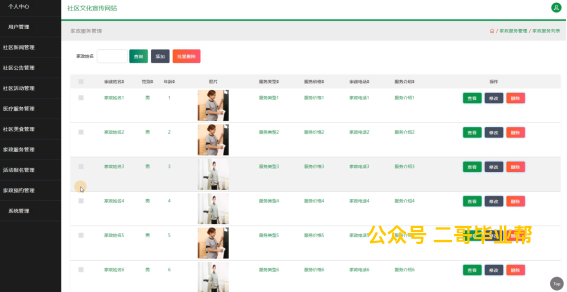 个人中心
社区文化宣传网站
用户管理
家政服务管理
/ 家政服务管理 / 家政服务列表
社区新闻管理
家政姓名 查询 添加 批量删除
社区公告管理
社区活动管理
家政姓名 性别 年龄 照片 服务类型 服务价格 家政电话 服务介绍 操作
医疗服务管理
家政姓名1 男 1 服务类型1 服务价格1 家政电话1 服务介绍1 查看 修改 删除
社区美食管理
家政姓名2 男 2 服务类型2 服务价格2 家政电话2 服务介绍2 查看 修改 删除
家政服务管理
活动报名管理
家政姓名3 男 3 服务类型3 服务价格3 家政电话3 服务介绍3 查看 修改 删除
家政预约管理
家政姓名4 男 4 服务类型4 服务价格4 家政电话4 服务介绍4 查看 修改 删除
系统管理
家政姓名5 男 5 服务类型5 服务价格5 家政电话5
公众号 二哥毕业帮
家政姓名6 男 6 服务类型6 服务价格6 家政电话6 服务介绍6 查看 修改 删除
Top